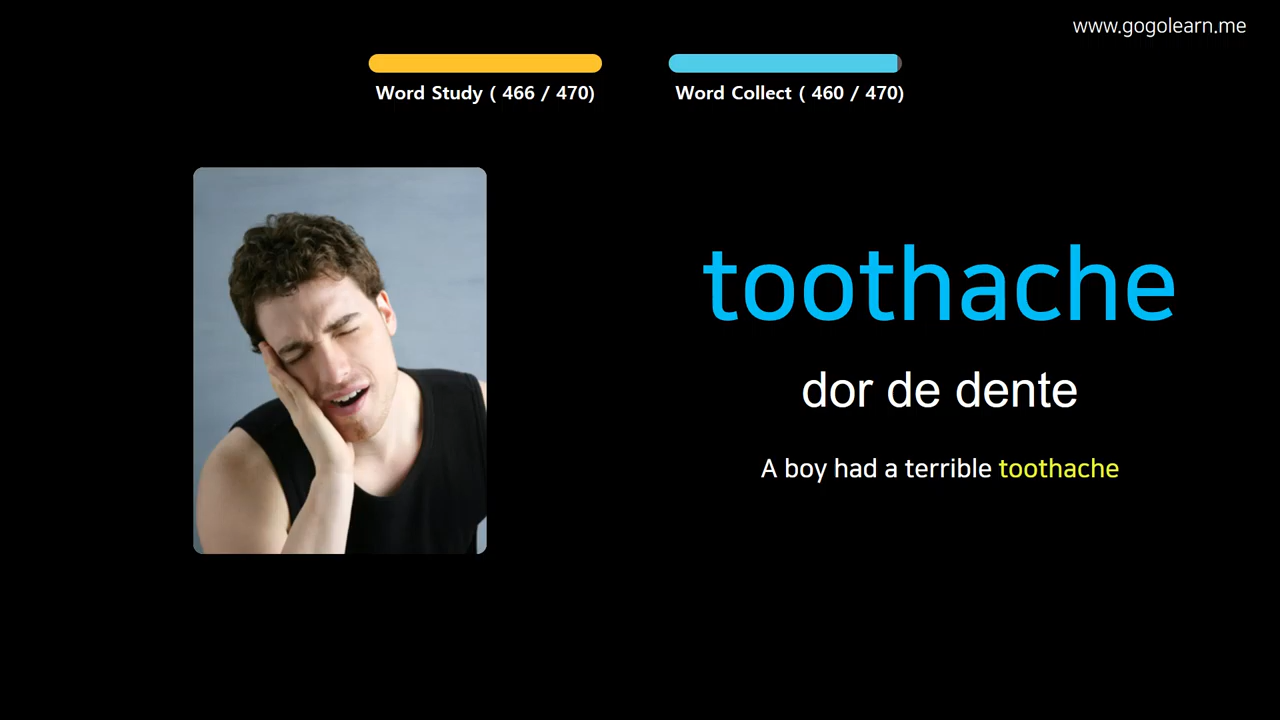 www.gogolearn.me
Word Study ( 466 / 470)
Word Collect ( 460 / 470)
toothache
dor de dente
A boy had a terrible toothache